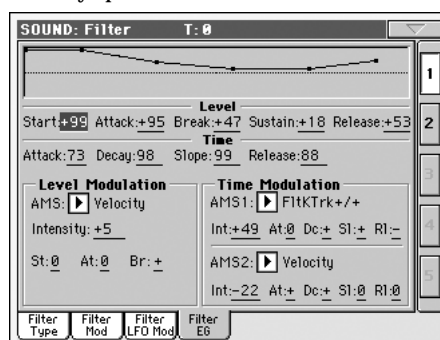 SOUND: Filter T: 0
1
Level
Start:+99 Attack:+95 Break:+47 Sustain:+18 Release:+53
2
Time
Attack:73 Decay:98 Slope:99 Release:88
3
Level Modulation
AMS: Velocity
Intensity: +5
St:0 At:0 Br:+
Time Modulation
AMS1: FltKTrk+/+
Int:+49 At:0 Dc:+ Sl:+ Rl:-
4
AMS2: Velocity
Int:-22 At:+ Dc:+ Sl:0 Rl:0
5
Filter Type
Filter Mod
Filter LFO Mod
Filter EG